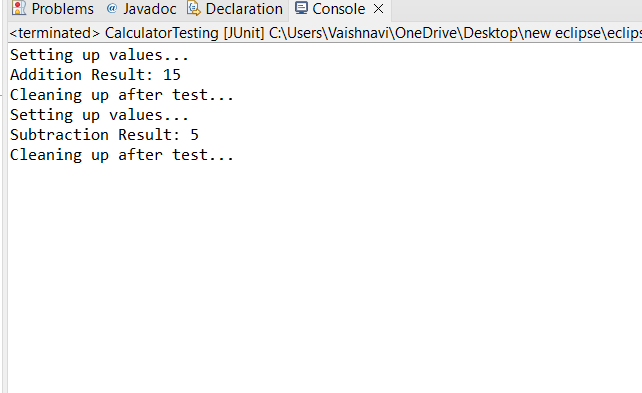 Problems @ Javadoc Declaration Console
<terminated> CalculatorTesting [JUnit] C:\Users\Vaishnavi\OneDrive\Desktop\new eclipse\eclips
Setting up values...
Addition Result: 15
Cleaning up after test...
Setting up values...
Subtraction Result: 5
Cleaning up after test...